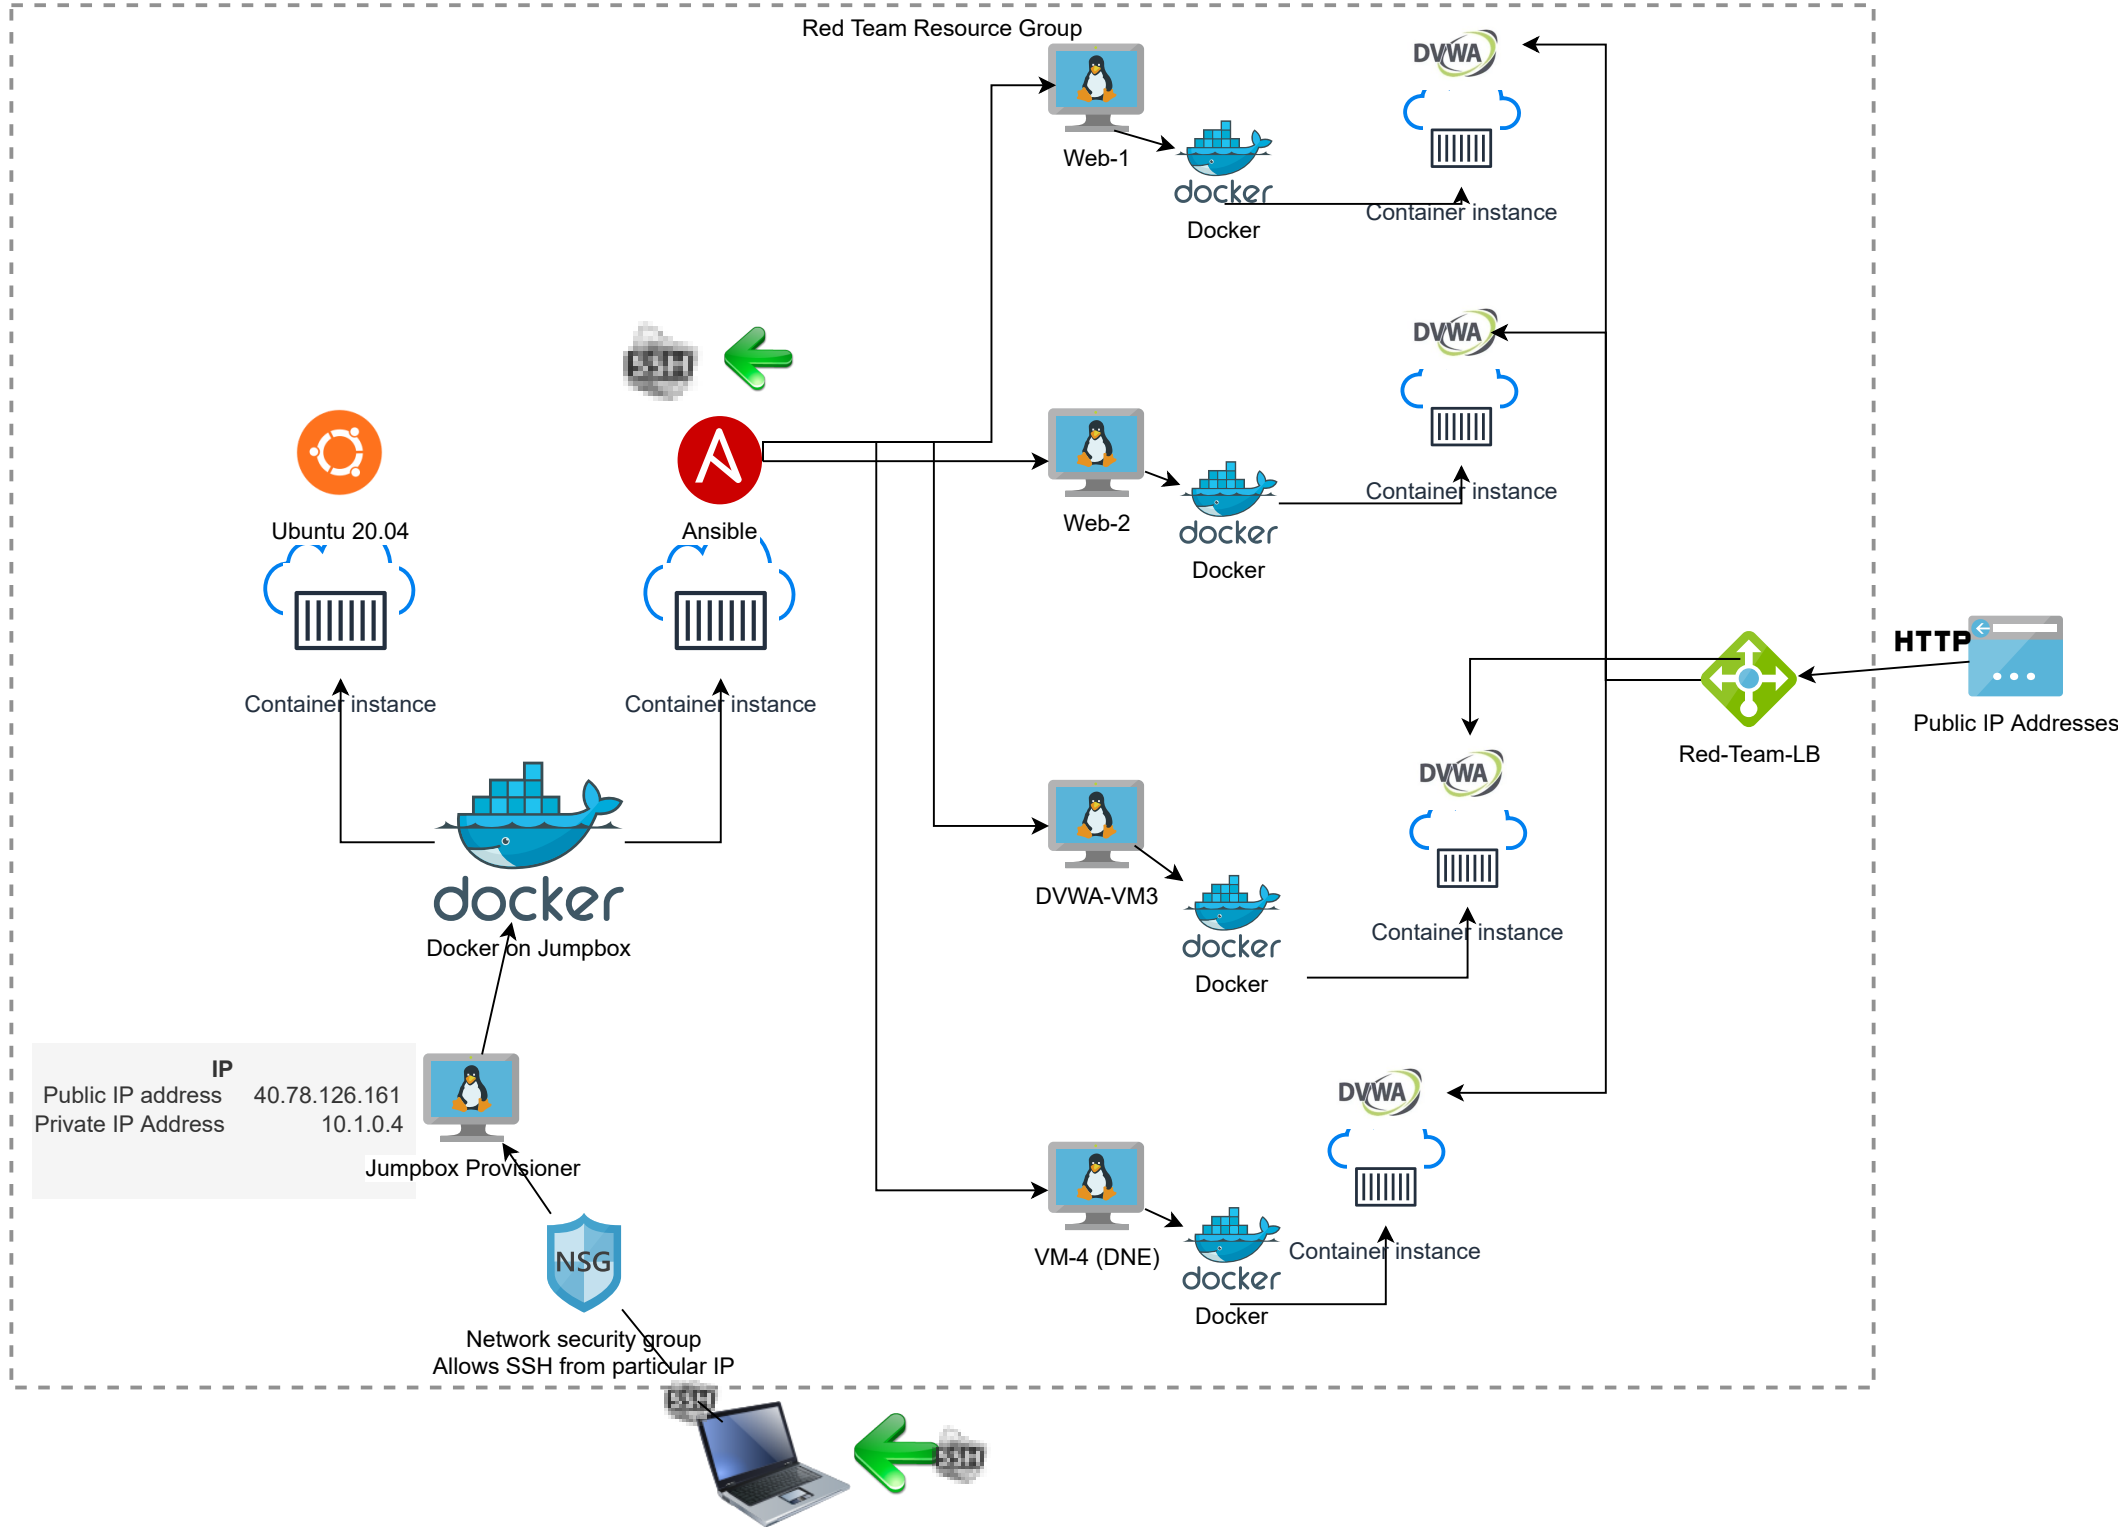 Red Team Resource Group
DVWA
Web-1
docker
Docker
Container instance
DVWA
Web-2
docker
Docker
Container instance
Ubuntu 20.04
Ansible
Container instance
Container instance
HTTP
Public IP Addresses
Red-Team-LB
DVWA
DVWA-VM3
docker
Docker
Container instance
docker
Docker on Jumpbox
IP
Public IP address 40.78.126.161
Private IP Address 10.1.0.4
Jumpbox Provisioner
DVWA
VM-4 (DNE)
docker
Docker
Container instance
NSG
Network security group
Allows SSH from particular IP